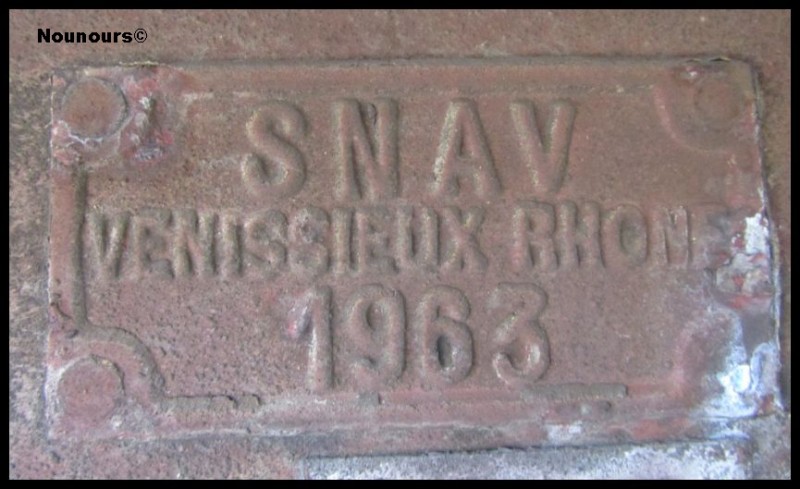 Nounours©
SNAV
VENISSIEUX RHONE
1963